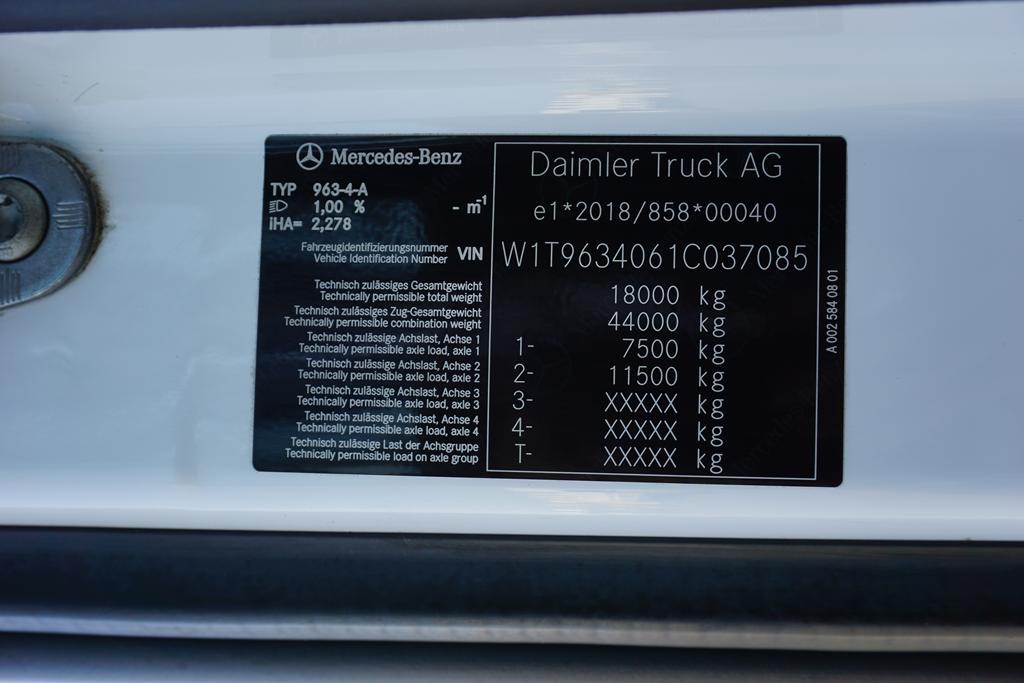 Mercedes-Benz
TYP 963-4-A
1,00 % - m-1
iHA= 2,278
Fahrzeugidentifizierungsnummer
Vehicle Identification Number VIN
Technisch zulässiges Gesamtgewicht
Technically permissible total weight
Technisch zulässiges Zug-Gesamtgewicht
Technically permissible combination weight
Technisch zulässige Achslast, Achse 1
Technically permissible axle load, axle 1
Technisch zulässige Achslast, Achse 2
Technically permissible axle load, axle 2
Technisch zulässige Achslast, Achse 3
Technically permissible axle load, axle 3
Technisch zulässige Achslast, Achse 4
Technically permissible axle load, axle 4
Technisch zulässige Last der Achsgruppe
Technically permissible load on axle group
Daimler Truck AG
e1*2018/858*00040
W1T9634061C037085
18000 kg
44000 kg
1- 7500 kg
2- 11500 kg
3- XXXXX kg
4- XXXXX kg
T- XXXXX kg
A 002 584 08 01